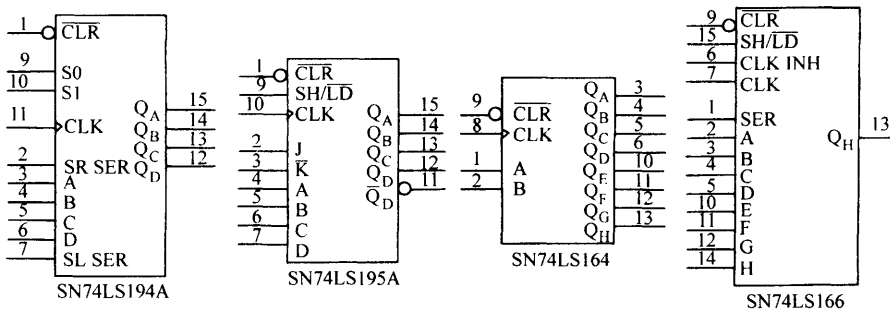 1 CLR
9 S0
10 S1
11 CLK
2 SR SER
3 A
4 B
5 C
6 D
7 SL SER
QA 15
QB 14
QC 13
QD 12
SN74LS194A
1 CLR
9 SH/LD
10 CLK
2 J
3 K
4 A
5 B
6 C
7 D
QA 15
QB 14
QC 13
QD 12
QD 11
SN74LS195A
9 CLR
8 CLK
1 A
2 B
QA 3
QB 4
QC 5
QD 6
QE 10
QF 11
QG 12
QH 13
SN74LS164
9 CLR
15 SH/LD
6 CLK INH
7 CLK
1 SER
2 A
3 B
4 C
5 D
10 E
11 F
12 G
14 H
QH 13
SN74LS166